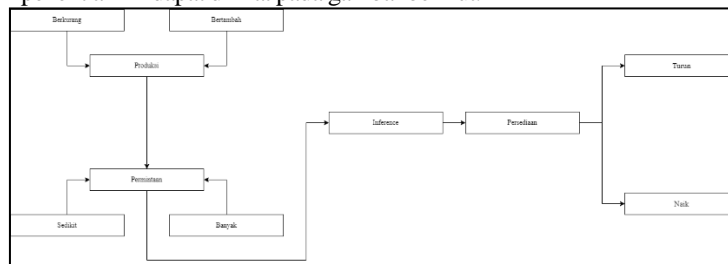 Berkurang
Bertambah
Produksi
Turun
Inference
Persediaan
Permintaan
Naik
Sedikit
Banyak